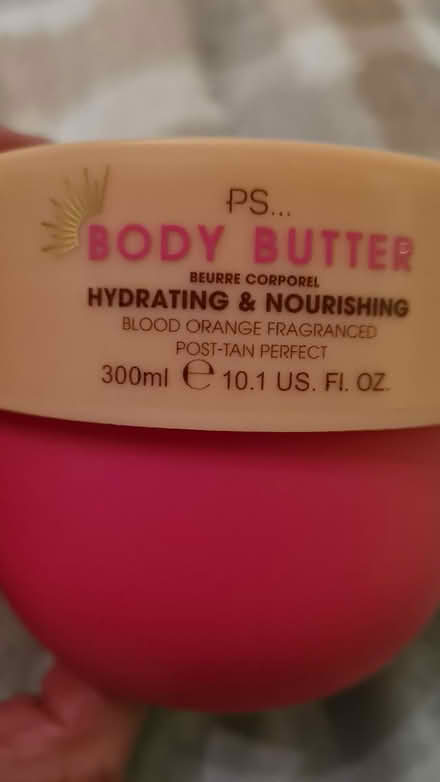 PS...
BODY BUTTER
BEURRE CORPOREL
HYDRATING & NOURISHING
BLOOD ORANGE FRAGRANCED
POST-TAN PERFECT
300ml ℮ 10.1 US. Fl. OZ.